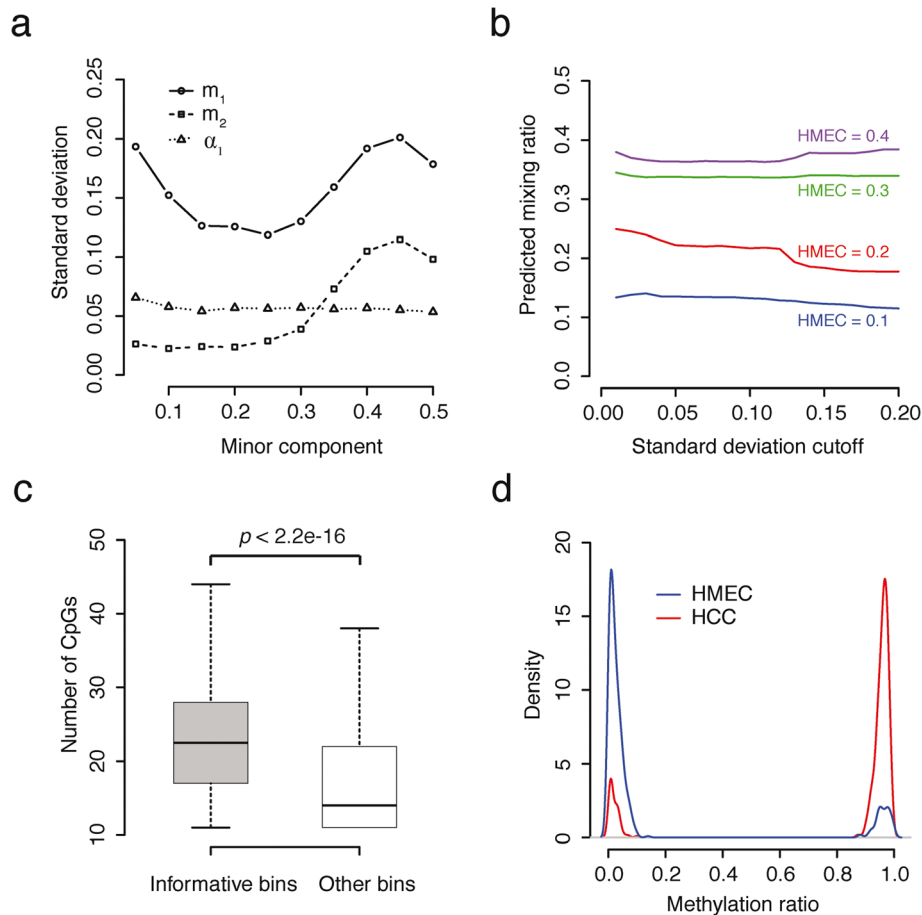 a
Standard deviation
0.25
0.20
0.15
0.10
0.05
0.00
m1
m2
α1
0.1 0.2 0.3 0.4 0.5
Minor component
b
Predicted mixing ratio
0.5
0.4
0.3
0.2
0.1
0.0
HMEC = 0.4
HMEC = 0.3
HMEC = 0.2
HMEC = 0.1
0.00 0.05 0.10 0.15 0.20
Standard deviation cutoff
c
Number of CpGs
50
40
30
20
10
p < 2.2e-16
Informative bins Other bins
d
Density
20
15
10
5
0
HMEC
HCC
0.0 0.2 0.4 0.6 0.8 1.0
Methylation ratio